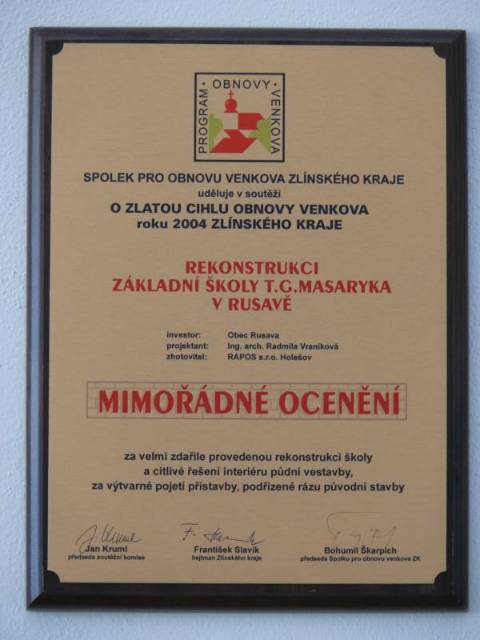 PROGRAM · OBNOVY · VENKOVA
SPOLEK PRO OBNOVU VENKOVA ZLÍNSKÉHO KRAJE
uděluje v soutěži
O ZLATOU CIHLU OBNOVY VENKOVA
roku 2004 ZLÍNSKÉHO KRAJE
REKONSTRUKCI
ZÁKLADNÍ ŠKOLY T.G.MASARYKA
V RUSAVĚ
investor: Obec Rusava
projektant: Ing. arch. Radmila Vraníková
zhotovitel: RAPOS s.r.o. Holešov
MIMOŘÁDNÉ OCENĚNÍ
za velmi zdařile provedenou rekonstrukci školy
a citlivé řešení interiéru půdní vestavby,
za výtvarné pojetí přístavby, podřízené rázu původní stavby
Jan Kruml František Slavík Bohumil Škarpich
předseda soutěžní komise hejtman Zlínského kraje předseda Spolku pro obnovu venkova ZK